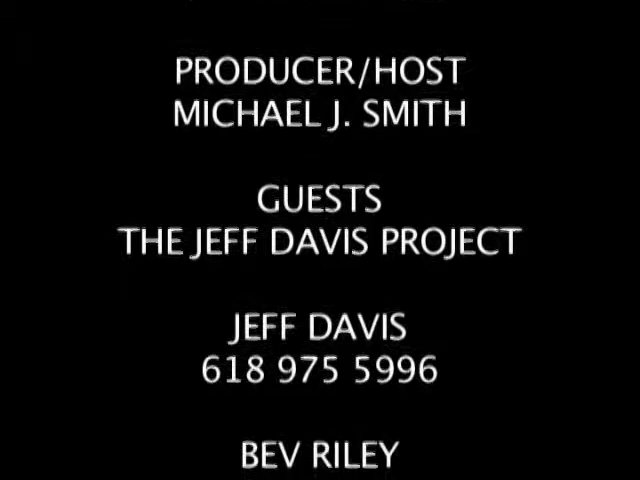 PRODUCER/HOST
MICHAEL J. SMITH
GUESTS
THE JEFF DAVIS PROJECT
JEFF DAVIS
618 975 5996
BEV RILEY